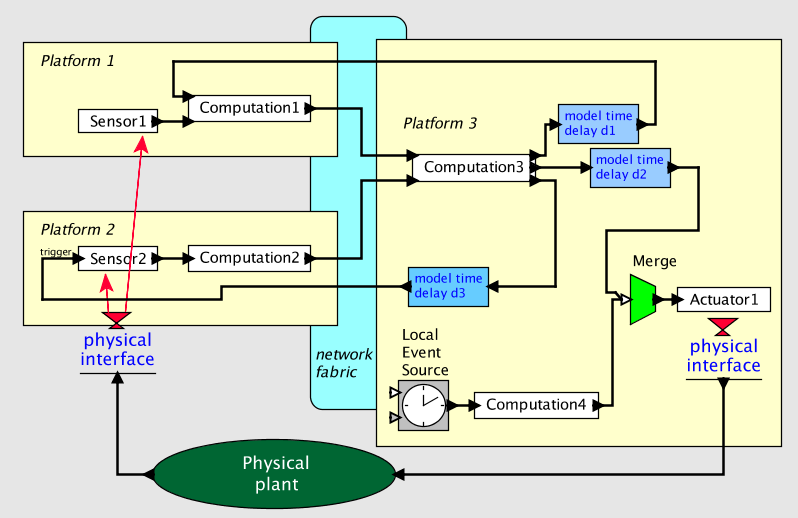 Platform 1
Sensor1
Computation1
Platform 3
model time
delay d1
Computation3
model time
delay d2
Platform 2
trigger
Sensor2
Computation2
model time
delay d3
Merge
Actuator1
physical
interface
physical
interface
network
fabric
Local
Event
Source
Computation4
Physical
plant